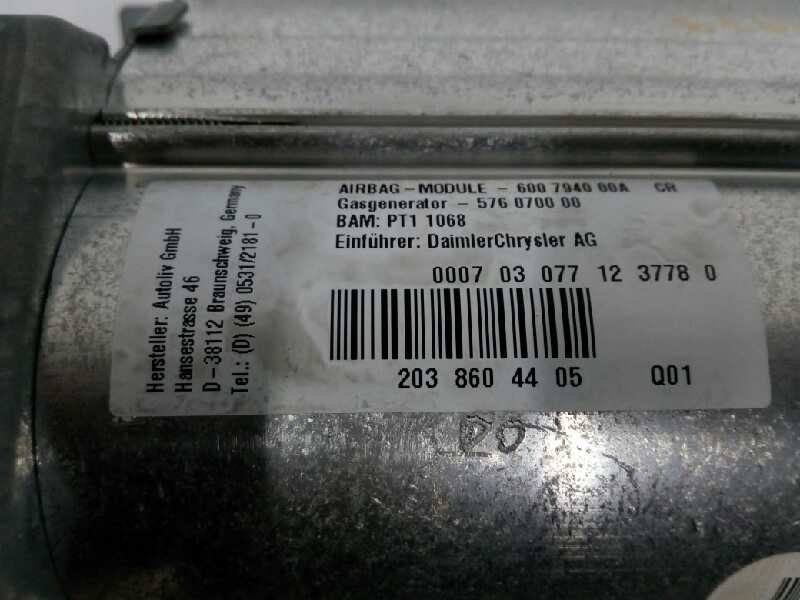 AIRBAG-MODULE - 600 7940 00A CR
Gasgenerator - 576 0700 00
BAM: PT1 1068
Einführer: DaimlerChrysler AG
0007 03 077 12 3778 0
203 860 44 05 Q01
Hersteller: Autoliv GmbH
Hansestrasse 46
D-38112 Braunschweig, Germany
Tel.: (D) (49) 0531/2181-0